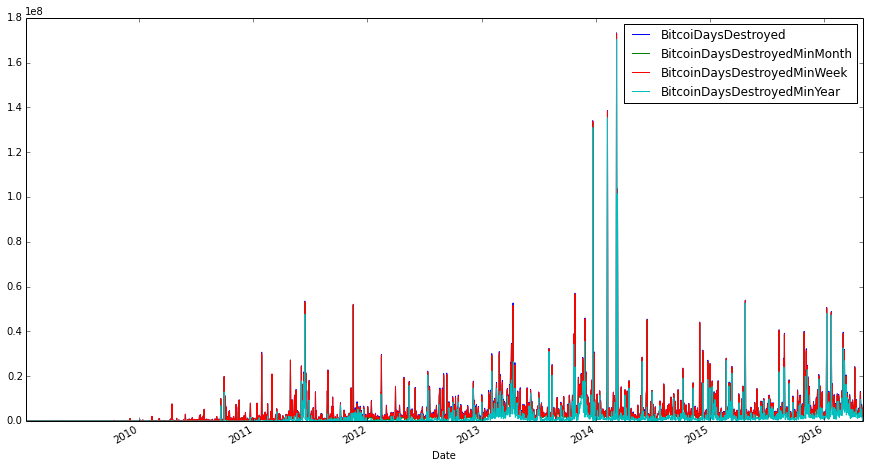 1e8
1.8
1.6
1.4
1.2
1.0
0.8
0.6
0.4
0.2
0.0
BitcoiDaysDestroyed
BitcoinDaysDestroyedMinMonth
BitcoinDaysDestroyedMinWeek
BitcoinDaysDestroyedMinYear
2010
2011
2012
2013
2014
2015
2016
Date